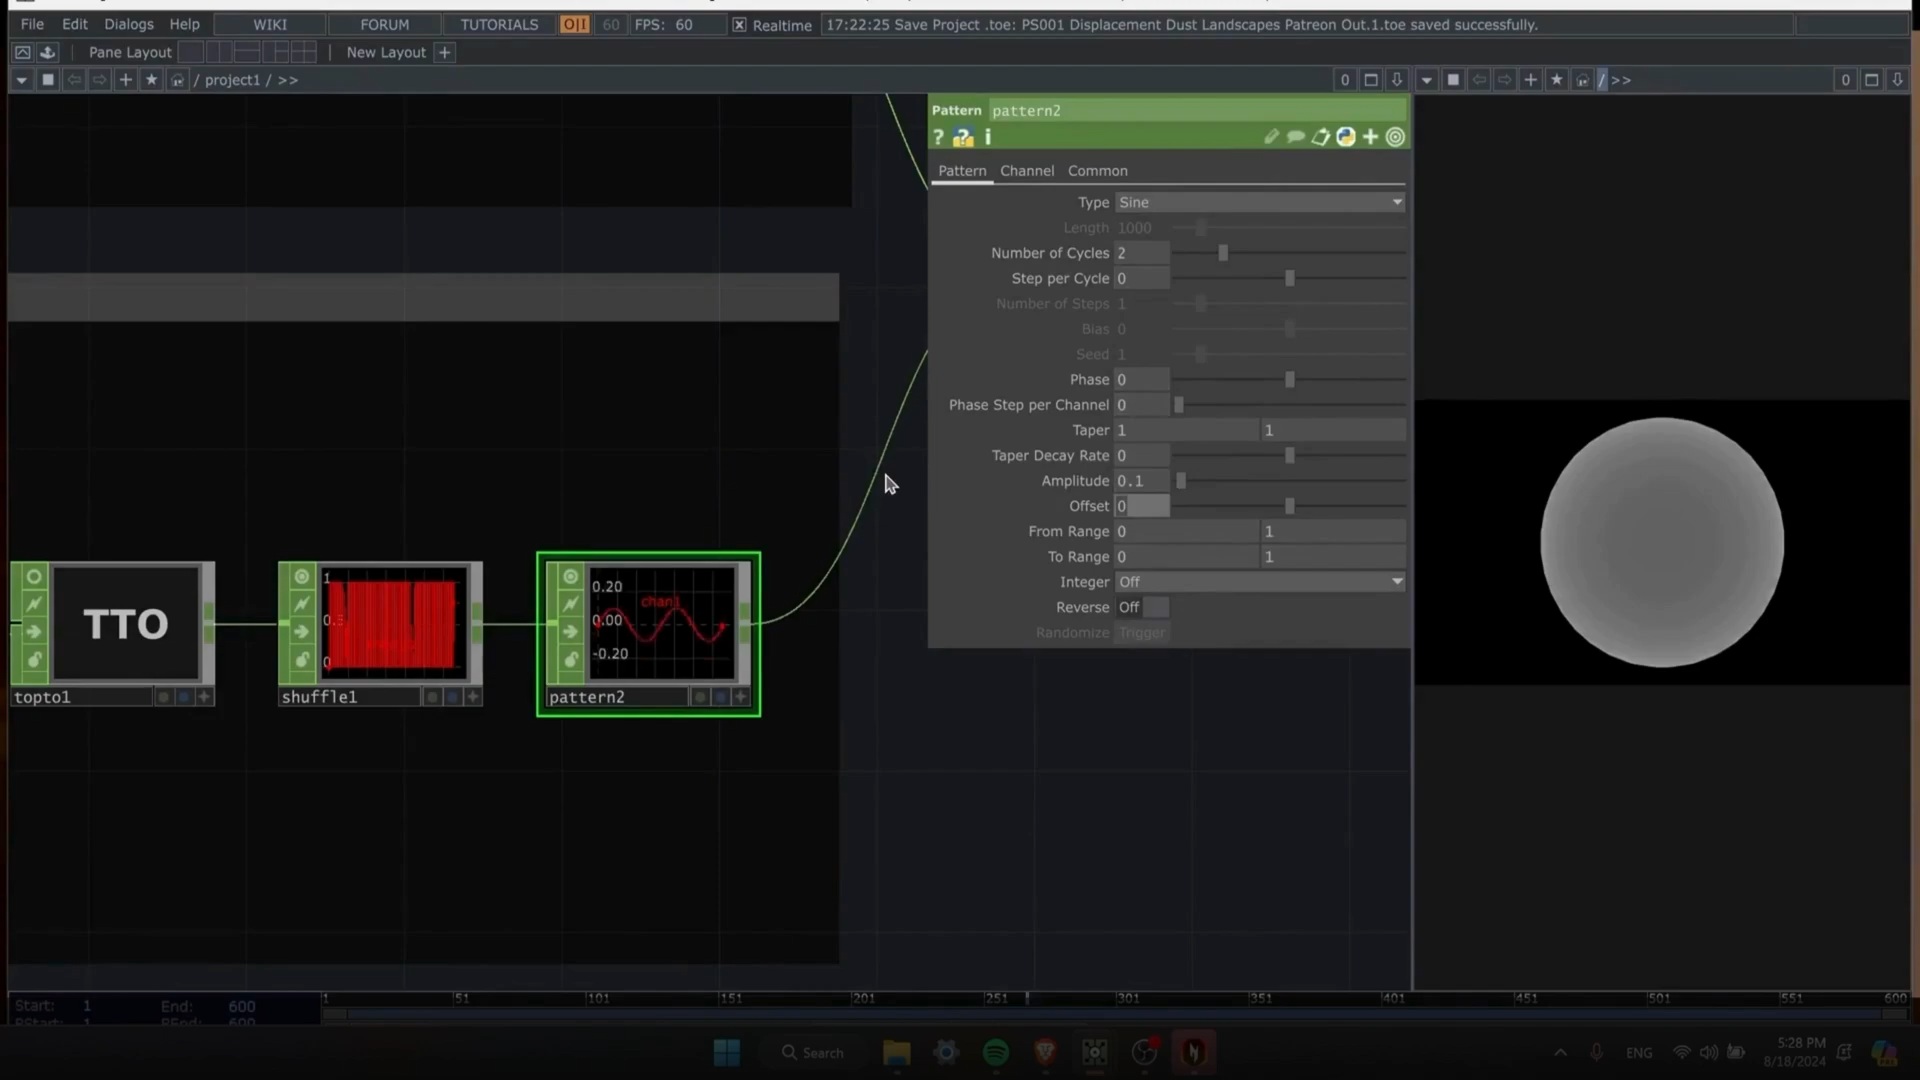 File Edit Dialogs Help WIKI FORUM TUTORIALS O|I 60 FPS: 60 Realtime 17:22:25 Save Project .toe: PS001 Displacement Dust Landscapes Patreon Out.1.toe saved successfully.
Pane Layout New Layout +
/ project1 / >> 0 / >> 0
Pattern pattern2
? ? i
Pattern Channel Common
Type Sine
Length 1000
Number of Cycles 2
Step per Cycle 0
Number of Steps 1
Bias 0
Seed 1
Phase 0
Phase Step per Channel 0
Taper 1 1
Taper Decay Rate 0
Amplitude 0.1
Offset 0
From Range 0 1
To Range 0 1
Integer Off
Reverse Off
Randomize Trigger
TTO
1
0
0.20
chan1
0.00
-0.20
topto1 shuffle1 pattern2
Start: 1 End: 600
1 51 101 151 201 251 301 351 401 451 501 551 600
Search
ENG
5:28 PM
8/18/2024